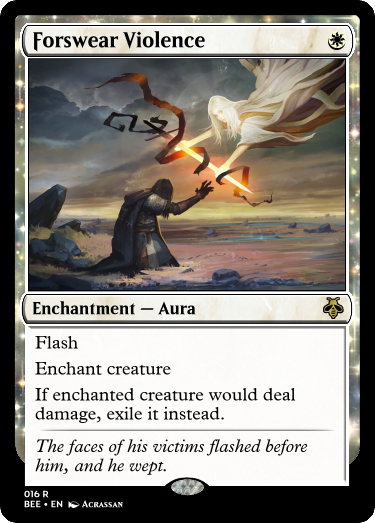 Forswear Violence
Enchantment — Aura
Flash
Enchant creature
If enchanted creature would deal
damage, exile it instead.
The faces of his victims flashed before
him, and he wept.
016 R
BEE • EN Acrassan